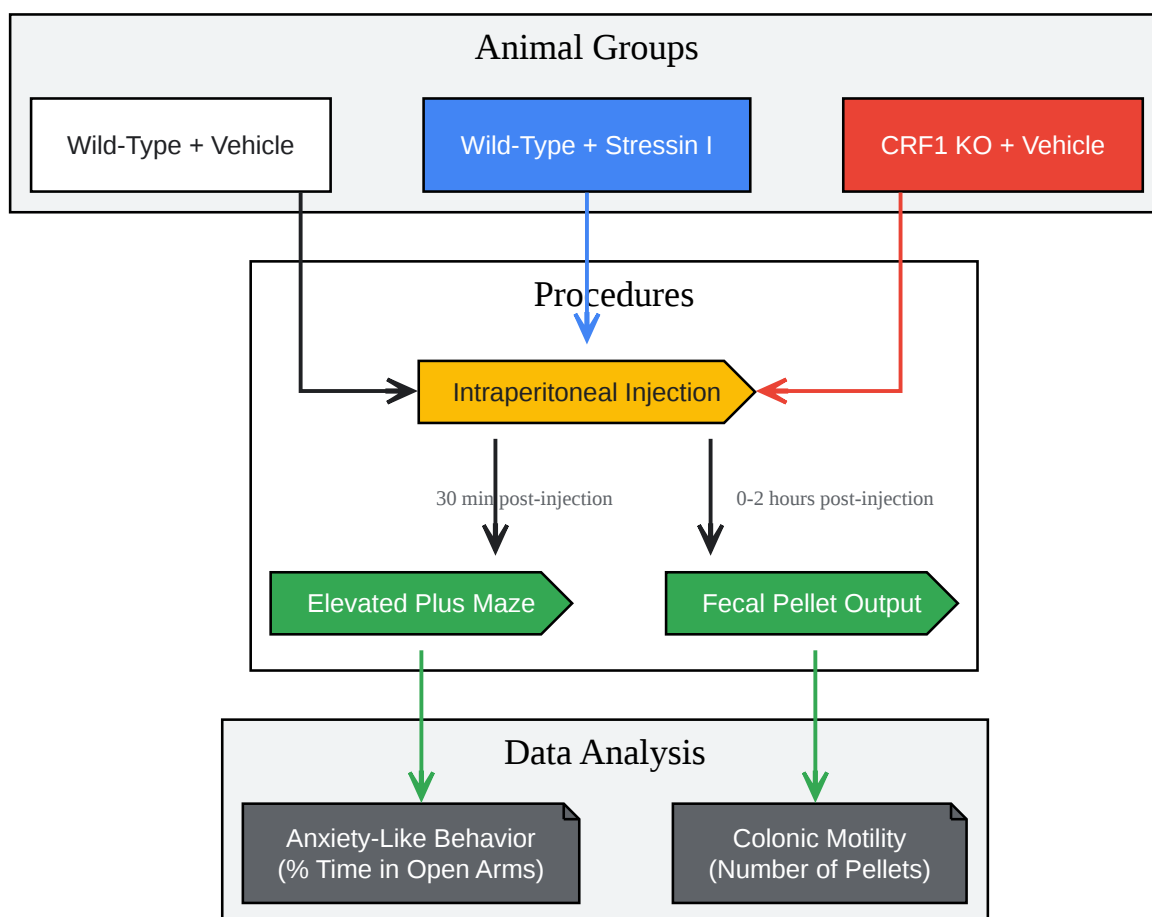 Animal Groups
Wild-Type + Vehicle
Wild-Type + Stressin I
CRF1 KO + Vehicle
Procedures
Intraperitoneal Injection
30 min post-injection
0-2 hours post-injection
Elevated Plus Maze
Fecal Pellet Output
Data Analysis
Anxiety-Like Behavior
(% Time in Open Arms)
Colonic Motility
(Number of Pellets)